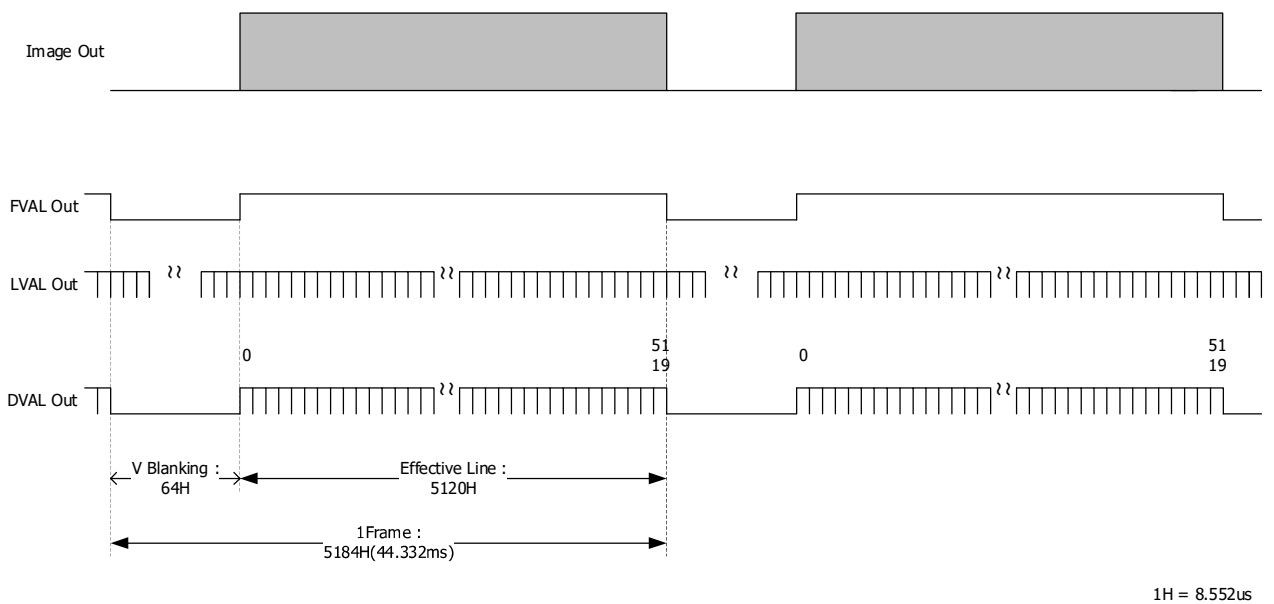 Image Out
FVAL Out
LVAL Out
0
51
19
0
51
19
DVAL Out
V Blanking :
64H
Effective Line :
5120H
1Frame :
5184H(44.332ms)
1H = 8.552us